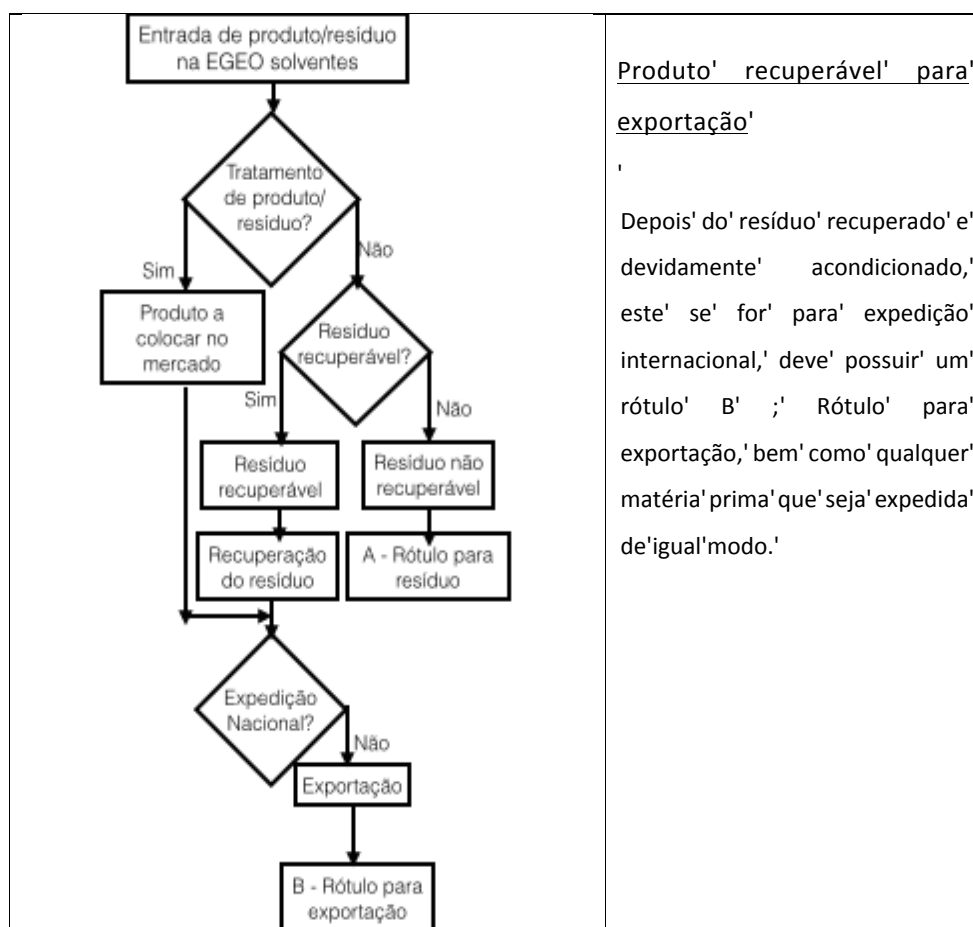 Entrada de produto/resíduo
na EGEO solventes
Tratamento
de produto/
resíduo?
Sim
Não
Produto a
colocar no
mercado
Resíduo
recuperável?
Sim
Não
Resíduo
recuperável
Resíduo não
recuperável
Recuperação
do resíduo
A - Rótulo para
resíduo
Expedição
Nacional?
Não
Exportação
B - Rótulo para
exportação
Produto' recuperável' para'
exportação'
'
Depois' do' resíduo' recuperado' e'
devidamente' acondicionado,'
este' se' for' para' expedição'
internacional,' deve' possuir' um'
rótulo' B' ;' Rótulo' para'
exportação,' bem' como' qualquer'
matéria' prima' que' seja' expedida'
de'igual'modo.'